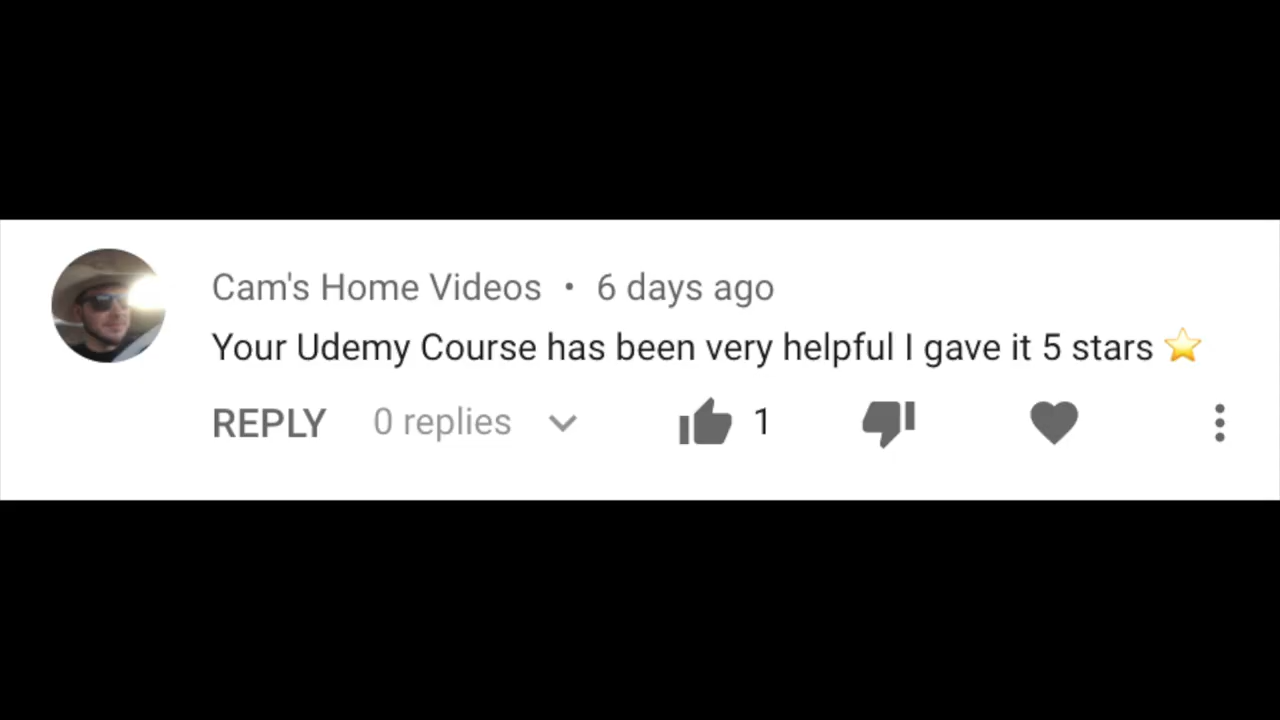 Cam's Home Videos • 6 days ago
Your Udemy Course has been very helpful I gave it 5 stars ⭐
REPLY 0 replies 1